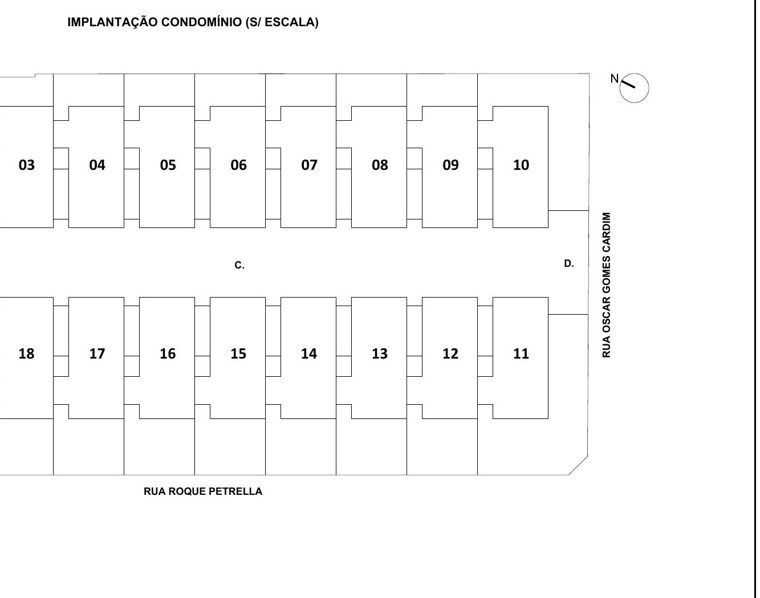 IMPLANTAÇÃO CONDOMÍNIO (S/ ESCALA)
N
03 04 05 06 07 08 09 10
C.
D.
RUA OSCAR GOMES CARDIM
18 17 16 15 14 13 12 11
RUA ROQUE PETRELLA